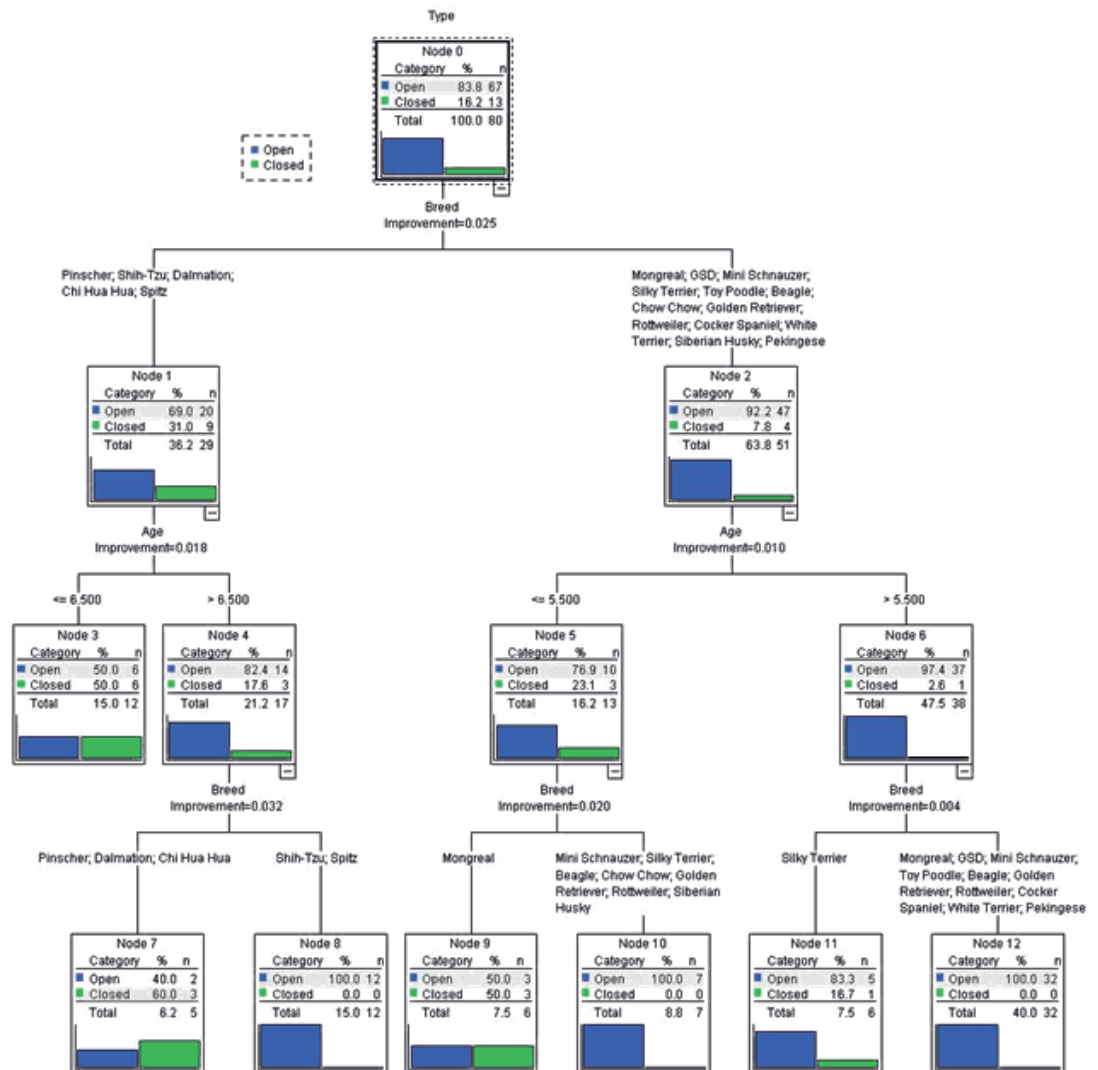 Type
Node 0
Category % n
Open 83.8 67
Closed 16.2 13
Total 100.0 80
Open
Closed
Breed
Improvement=0.025
Pinscher; Shih-Tzu; Dalmation;
Chi Hua Hua; Spitz
Mongreal; GSD; Mini Schnauzer;
Silky Terrier; Toy Poodle; Beagle;
Chow Chow; Golden Retriever;
Rottweiler; Cocker Spaniel; White
Terrier; Siberian Husky; Pekingese
Node 1
Category % n
Open 69.0 20
Closed 31.0 9
Total 36.2 29
Node 2
Category % n
Open 92.2 47
Closed 7.8 4
Total 63.8 51
Age
Improvement=0.018
Age
Improvement=0.010
<= 6.500
> 6.500
<= 5.500
> 5.500
Node 3
Category % n
Open 50.0 6
Closed 50.0 6
Total 15.0 12
Node 4
Category % n
Open 82.4 14
Closed 17.6 3
Total 21.2 17
Node 5
Category % n
Open 76.9 10
Closed 23.1 3
Total 16.2 13
Node 6
Category % n
Open 97.4 37
Closed 2.6 1
Total 47.5 38
Breed
Improvement=0.032
Breed
Improvement=0.020
Breed
Improvement=0.004
Pinscher; Dalmation; Chi Hua Hua
Shih-Tzu; Spitz
Mongreal
Mini Schnauzer; Silky Terrier;
Beagle; Chow Chow; Golden
Retriever; Rottweiler; Siberian
Husky
Silky Terrier
Mongreal; GSD; Mini Schnauzer;
Toy Poodle; Beagle; Golden
Retriever; Rottweiler; Cocker
Spaniel; White Terrier; Pekingese
Node 7
Category % n
Open 40.0 2
Closed 60.0 3
Total 6.2 5
Node 8
Category % n
Open 100.0 12
Closed 0.0 0
Total 15.0 12
Node 9
Category % n
Open 50.0 3
Closed 50.0 3
Total 7.5 6
Node 10
Category % n
Open 100.0 7
Closed 0.0 0
Total 8.8 7
Node 11
Category % n
Open 83.3 5
Closed 16.7 1
Total 7.5 6
Node 12
Category % n
Open 100.0 32
Closed 0.0 0
Total 40.0 32